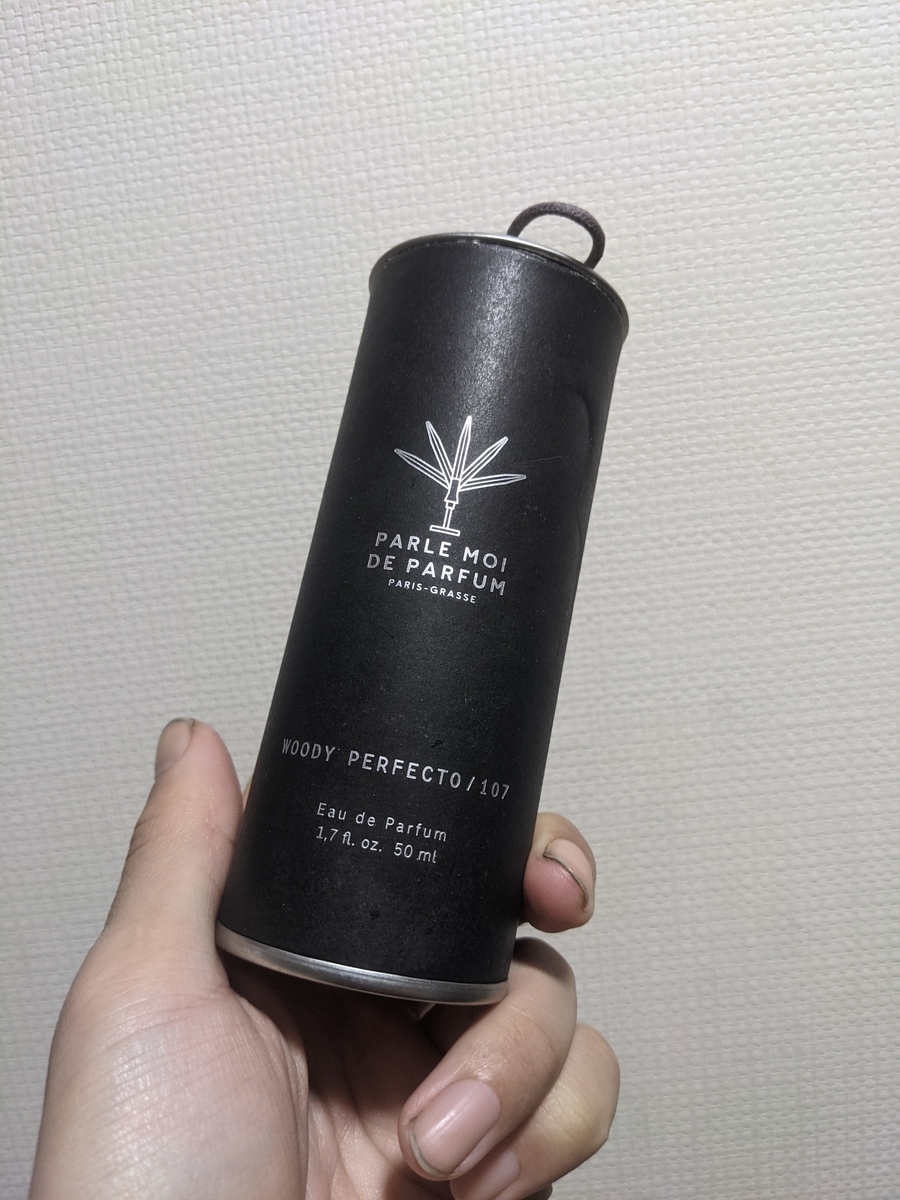 PARLE MOI
DE PARFUM
PARIS-GRASSE
WOODY PERFECTO/107
Eau de Parfum
1,7 fl. oz. 50 ml